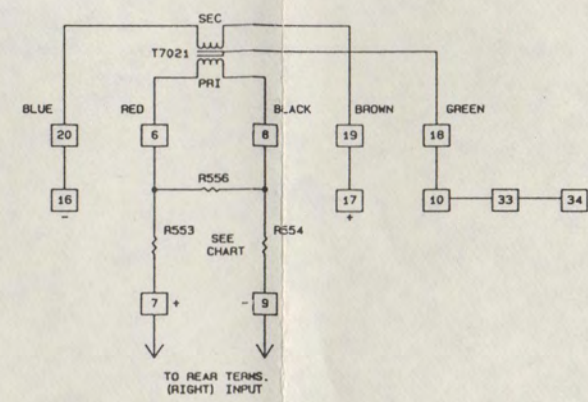 SEC
T7021
PRI
BLUE RED BLACK BROWN GREEN
20 6 8 19 18
R556
16 17 10 33 34
- +
R553 SEE CHART R554
7 + - 9
TO REAR TERMS.
(RIGHT) INPUT